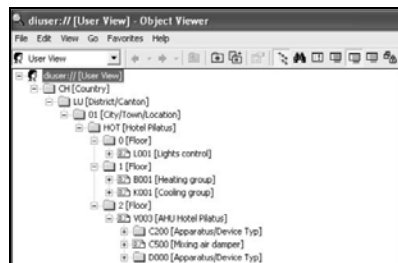 diuser:// [User View] - Object Viewer
File Edit View Go Favorites Help
User View
diuser:// [User View]
CH [Country]
LU [District/Canton]
01 [City/Town/Location]
HOT [Hotel Pilatus]
0 [Floor]
L001 [Lights control]
1 [Floor]
B001 [Heating group]
K001 [Cooling group]
2 [Floor]
V003 [AHU Hotel Pilatus]
C200 [Apparatus/Device Typ]
C500 [Mixing air damper]
D000 [Apparatus/Device Typ]